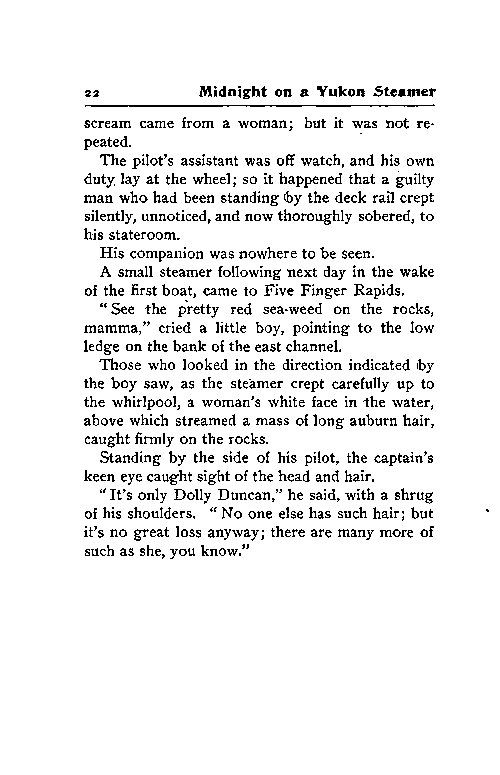 22 Midnight on a Yukon Steamer
scream came from a woman; but it was not re-
peated.
The pilot's assistant was off watch, and his own
duty lay at the wheel; so it happened that a guilty
man who had been standing by the deck rail crept
silently, unnoticed, and now thoroughly sobered, to
his stateroom.
His companion was nowhere to be seen.
A small steamer following next day in the wake
of the first boat, came to Five Finger Rapids.
"See the pretty red sea-weed on the rocks,
mamma," cried a little boy, pointing to the low
ledge on the bank of the east channel.
Those who looked in the direction indicated by
the boy saw, as the steamer crept carefully up to
the whirlpool, a woman's white face in the water,
above which streamed a mass of long auburn hair,
caught firmly on the rocks.
Standing by the side of his pilot, the captain's
keen eye caught sight of the head and hair.
"It's only Dolly Duncan," he said, with a shrug
of his shoulders. "No one else has such hair; but
it's no great loss anyway; there are many more of
such as she, you know."